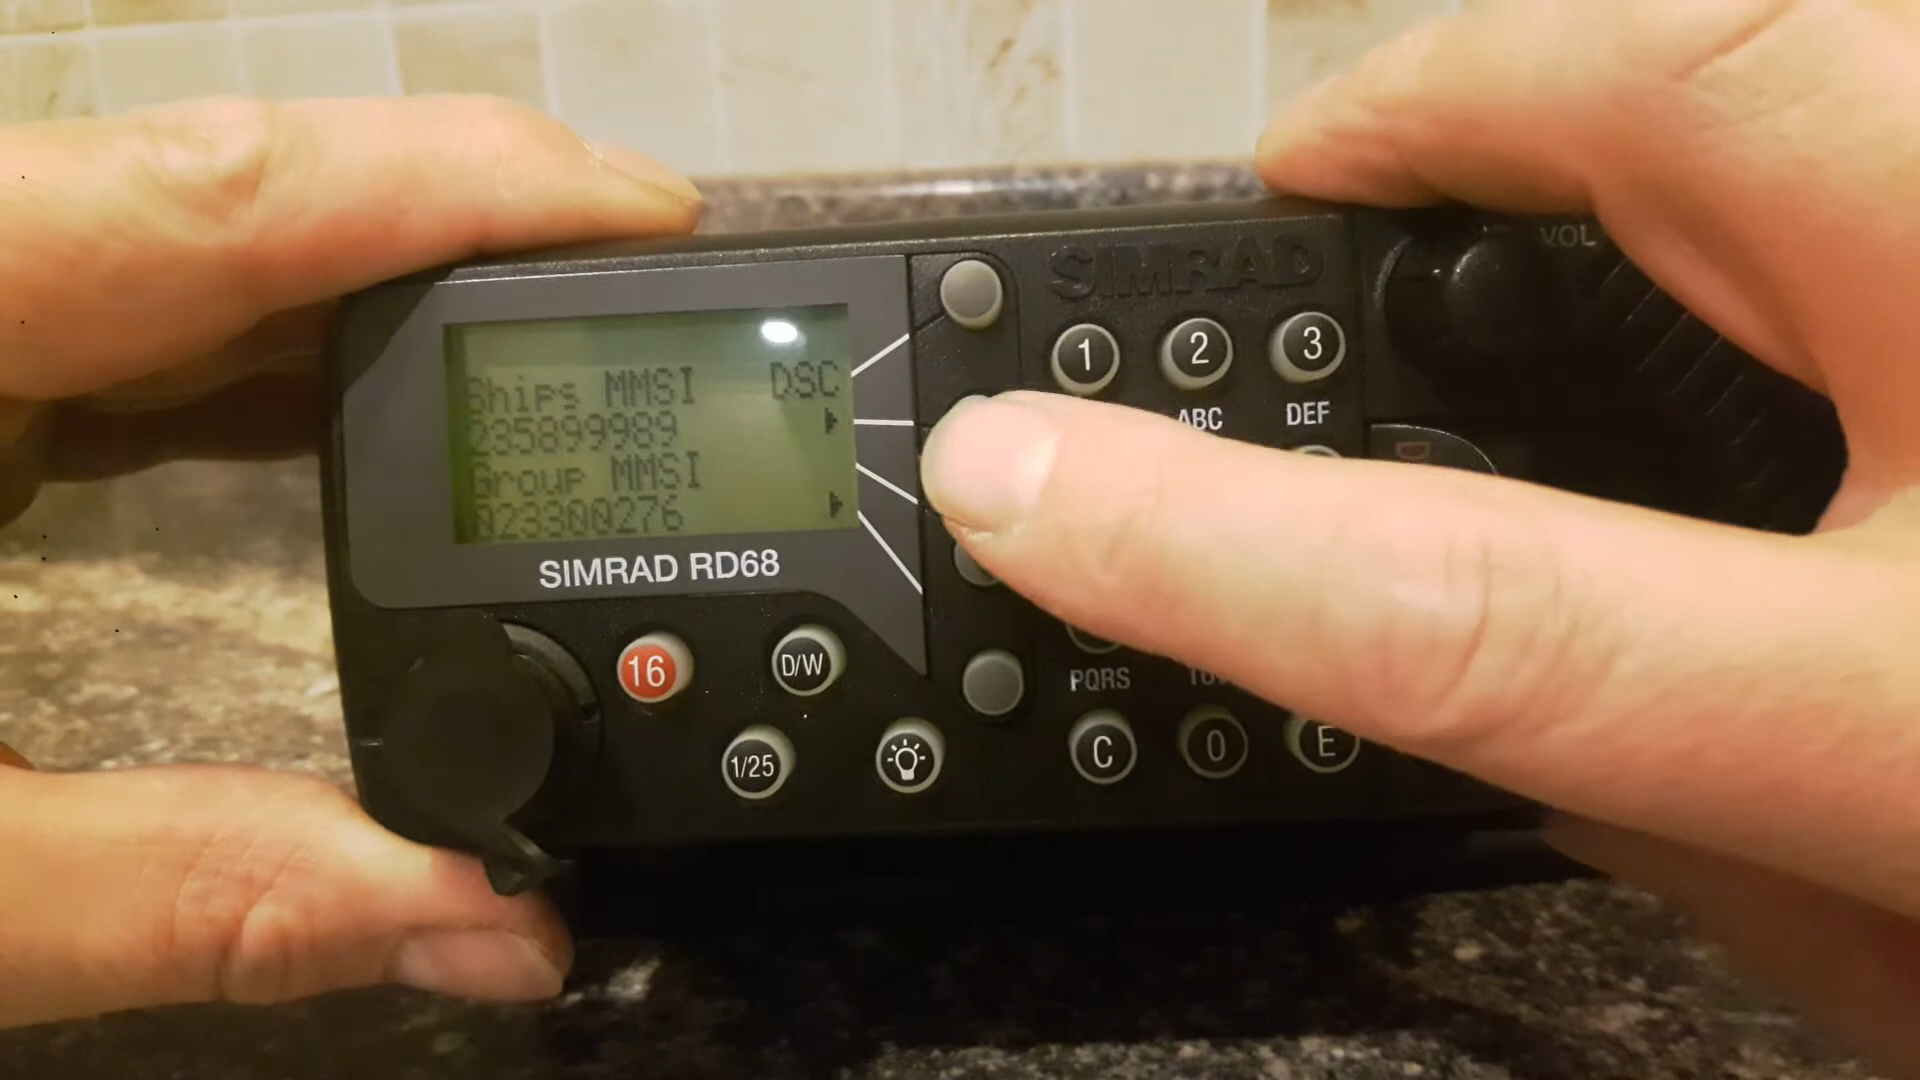 VOL
SIMRAD
1 2 3
ABC DEF
Ships MMSI DSC
235899989
Group MMSI
023300276
SIMRAD RD68
16 D/W
PQRS
1/25 C 0 E